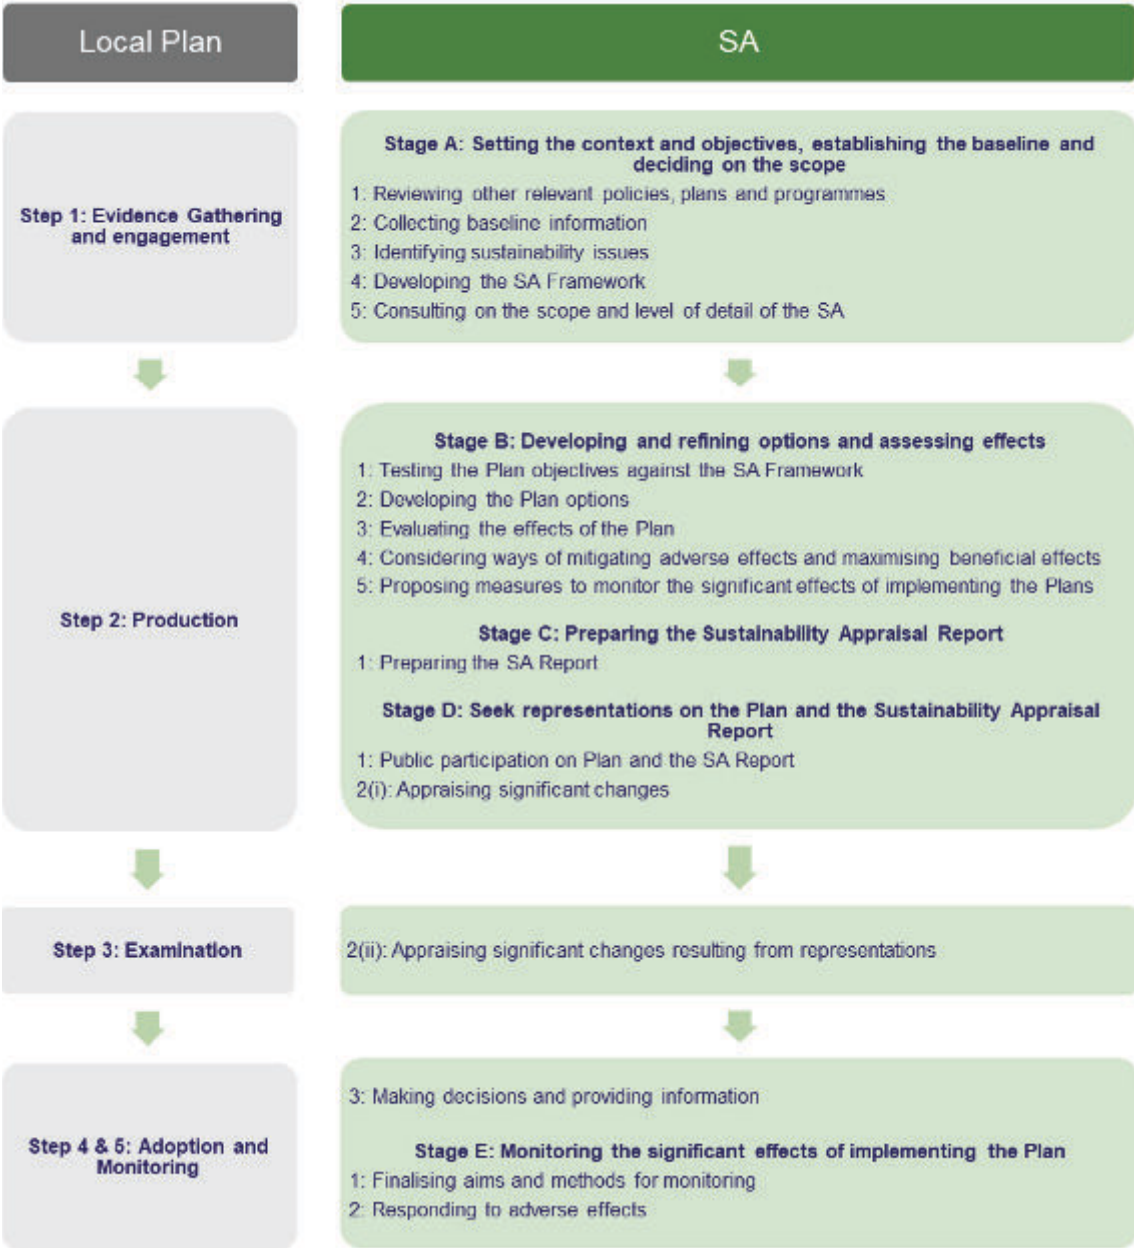 Local Plan
SA
Step 1: Evidence Gathering
and engagement
Stage A: Setting the context and objectives, establishing the baseline and
deciding on the scope
1: Reviewing other relevant policies, plans and programmes
2: Collecting baseline information
3: Identifying sustainability issues
4: Developing the SA Framework
5: Consulting on the scope and level of detail of the SA
Step 2: Production
Stage B: Developing and refining options and assessing effects
1: Testing the Plan objectives against the SA Framework
2: Developing the Plan options
3: Evaluating the effects of the Plan
4: Considering ways of mitigating adverse effects and maximising beneficial effects
5: Proposing measures to monitor the significant effects of implementing the Plans
Stage C: Preparing the Sustainability Appraisal Report
1: Preparing the SA Report
Stage D: Seek representations on the Plan and the Sustainability Appraisal
Report
1: Public participation on Plan and the SA Report
2(i): Appraising significant changes
Step 3: Examination
2(ii): Appraising significant changes resulting from representations
Step 4 & 5: Adoption and
Monitoring
3: Making decisions and providing information
Stage E: Monitoring the significant effects of implementing the Plan
1: Finalising aims and methods for monitoring
2: Responding to adverse effects